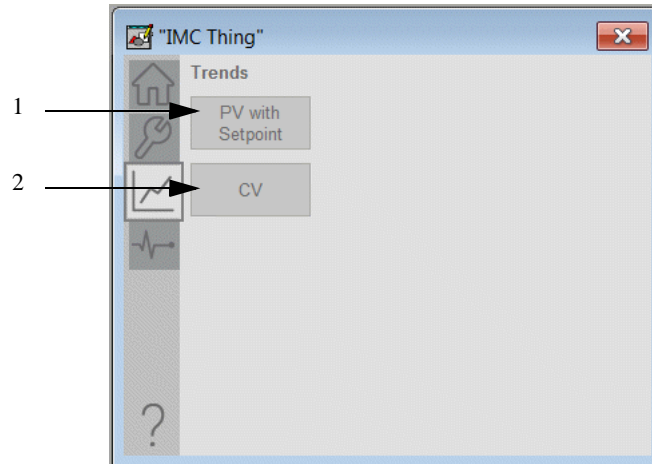 "IMC Thing"
Trends
1
PV with
Setpoint
2
CV
?